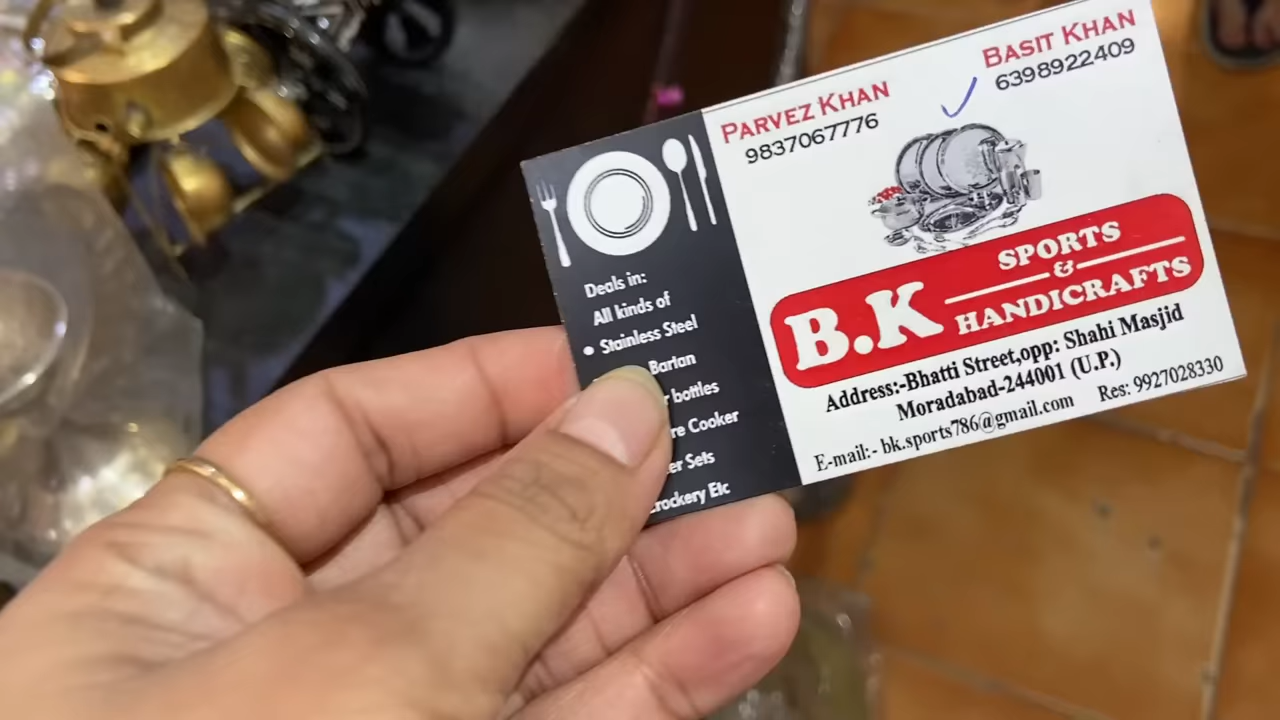 PARVEZ KHAN
9837067776
BASIT KHAN
6398922409
Deals in:
All kinds of
• Stainless Steel
Bartan
bottles
Cooker
Sets
Crockery Etc
B.K SPORTS
&
HANDICRAFTS
Address:-Bhatti Street,opp: Shahi Masjid
Moradabad-244001 (U.P.)
E-mail:- bk.sports786@gmail.com Res: 9927028330